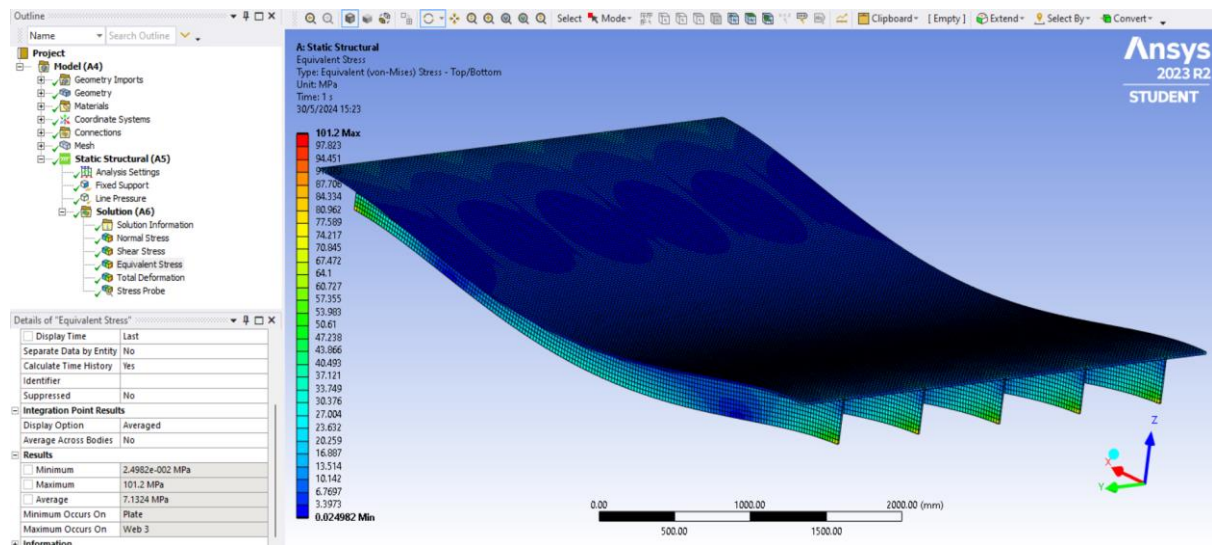 Outline
Name
Search Outline
Project
Model (A4)
Geometry Imports
Geometry
Materials
Coordinate Systems
Connections
Mesh
Static Structural (A5)
Analysis Settings
Fixed Support
Line Pressure
Solution (A6)
Solution Information
Normal Stress
Shear Stress
Equivalent Stress
Total Deformation
Stress Probe
Details of "Equivalent Stress"
Display Time Last
Separate Data by Entity No
Calculate Time History Yes
Identifier
Suppressed No
Integration Point Results
Display Option Averaged
Average Across Bodies No
Results
Minimum 2.4982e-002 MPa
Maximum 101.2 MPa
Average 7.1324 MPa
Minimum Occurs On Plate
Maximum Occurs On Web 3
Information
Select Mode Clipboard [Empty] Extend Select By Convert
A: Static Structural
Equivalent Stress
Type: Equivalent (von-Mises) Stress - Top/Bottom
Unit: MPa
Time: 1 s
30/5/2024 15:23
101.2 Max
97.823
94.451
87.706
84.334
80.962
77.589
74.217
70.845
67.472
64.1
60.727
57.355
53.983
50.61
47.238
43.866
40.493
37.121
33.749
30.376
27.004
23.632
20.259
16.887
13.514
10.142
6.7697
3.3973
0.024982 Min
Ansys
2023 R2
STUDENT
0.00 1000.00 2000.00 (mm)
500.00 1500.00
Z
X
Y